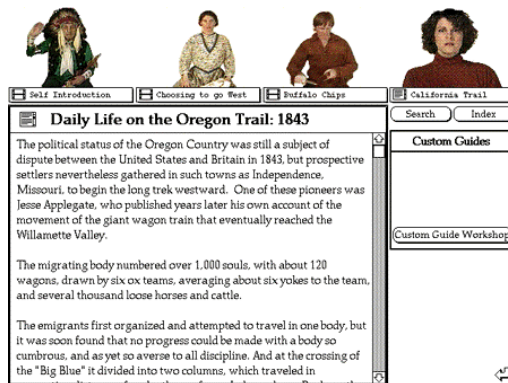 Self Introduction
Choosing to go West
Buffalo Chips
California Trail
Search
Index
Daily Life on the Oregon Trail: 1843
Custom Guides
Custom Guide Workshop
The political status of the Oregon Country was still a subject of
dispute between the United States and Britain in 1843, but prospective
settlers nevertheless gathered in such towns as Independence,
Missouri, to begin the long trek westward.  One of these pioneers was
Jesse Applegate, who published years later his own account of the
movement of the giant wagon train that eventually reached the
Willamette Valley.
The migrating body numbered over 1,000 souls, with about 120
wagons, drawn by six ox teams, averaging about six yokes to the team,
and several thousand loose horses and cattle.
The emigrants first organized and attempted to travel in one body, but
it was soon found that no progress could be made with a body so
cumbrous, and as yet so averse to all discipline. And at the crossing of
the "Big Blue" it divided into two columns, which traveled in